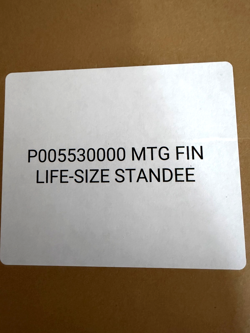 P005530000 MTG FIN
LIFE-SIZE STANDEE